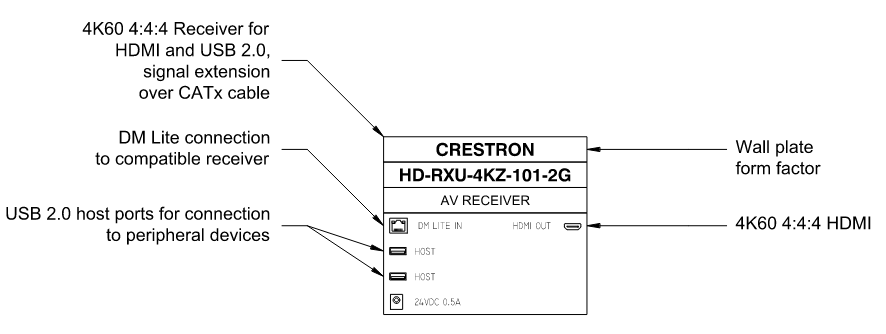 4K60 4:4:4 Receiver for
HDMI and USB 2.0,
signal extension
over CATx cable
DM Lite connection
to compatible receiver
USB 2.0 host ports for connection
to peripheral devices
CRESTRON
HD-RXU-4KZ-101-2G
AV RECEIVER
DM LITE IN
HDMI OUT
HOST
HOST
24VDC 0.5A
Wall plate
form factor
4K60 4:4:4 HDMI